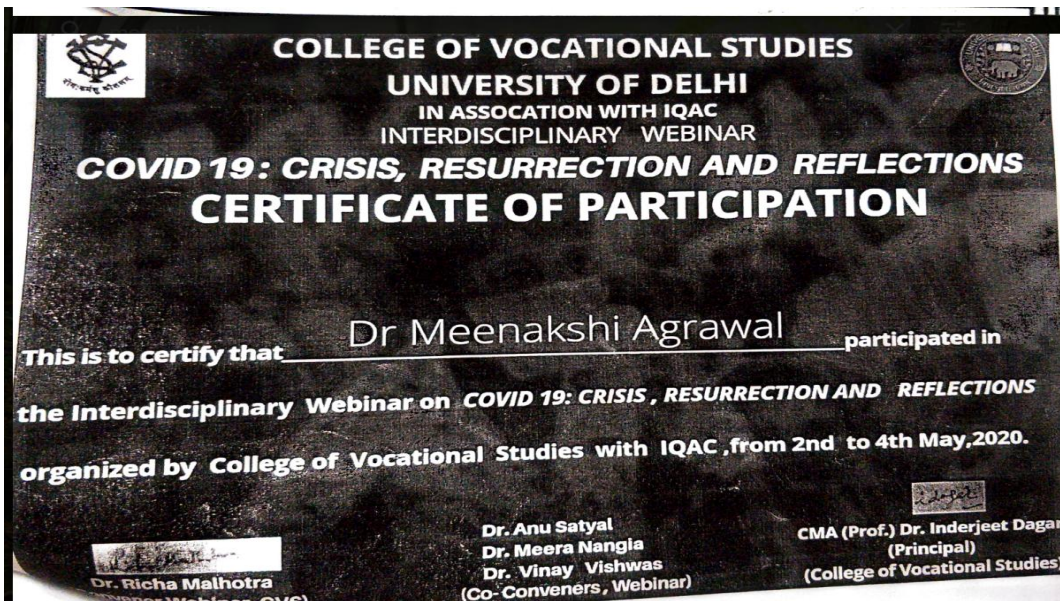 COLLEGE OF VOCATIONAL STUDIES
UNIVERSITY OF DELHI
IN ASSOCATION WITH IQAC
INTERDISCIPLINARY WEBINAR
COVID 19: CRISIS, RESURRECTION AND REFLECTIONS
CERTIFICATE OF PARTICIPATION
This is to certify that Dr Meenakshi Agrawal participated in
the Interdisciplinary Webinar on COVID 19: CRISIS, RESURRECTION AND REFLECTIONS
organized by College of Vocational Studies with IQAC ,from 2nd to 4th May,2020.
Dr. Richa Malhotra
Webinar, CVS)
Dr. Anu Satyal
Dr. Meera Nangia
Dr. Vinay Vishwas
(Co-Conveners, Webinar)
CMA (Prof.) Dr. Inderjeet Dagar
(Principal)
(College of Vocational Studies)